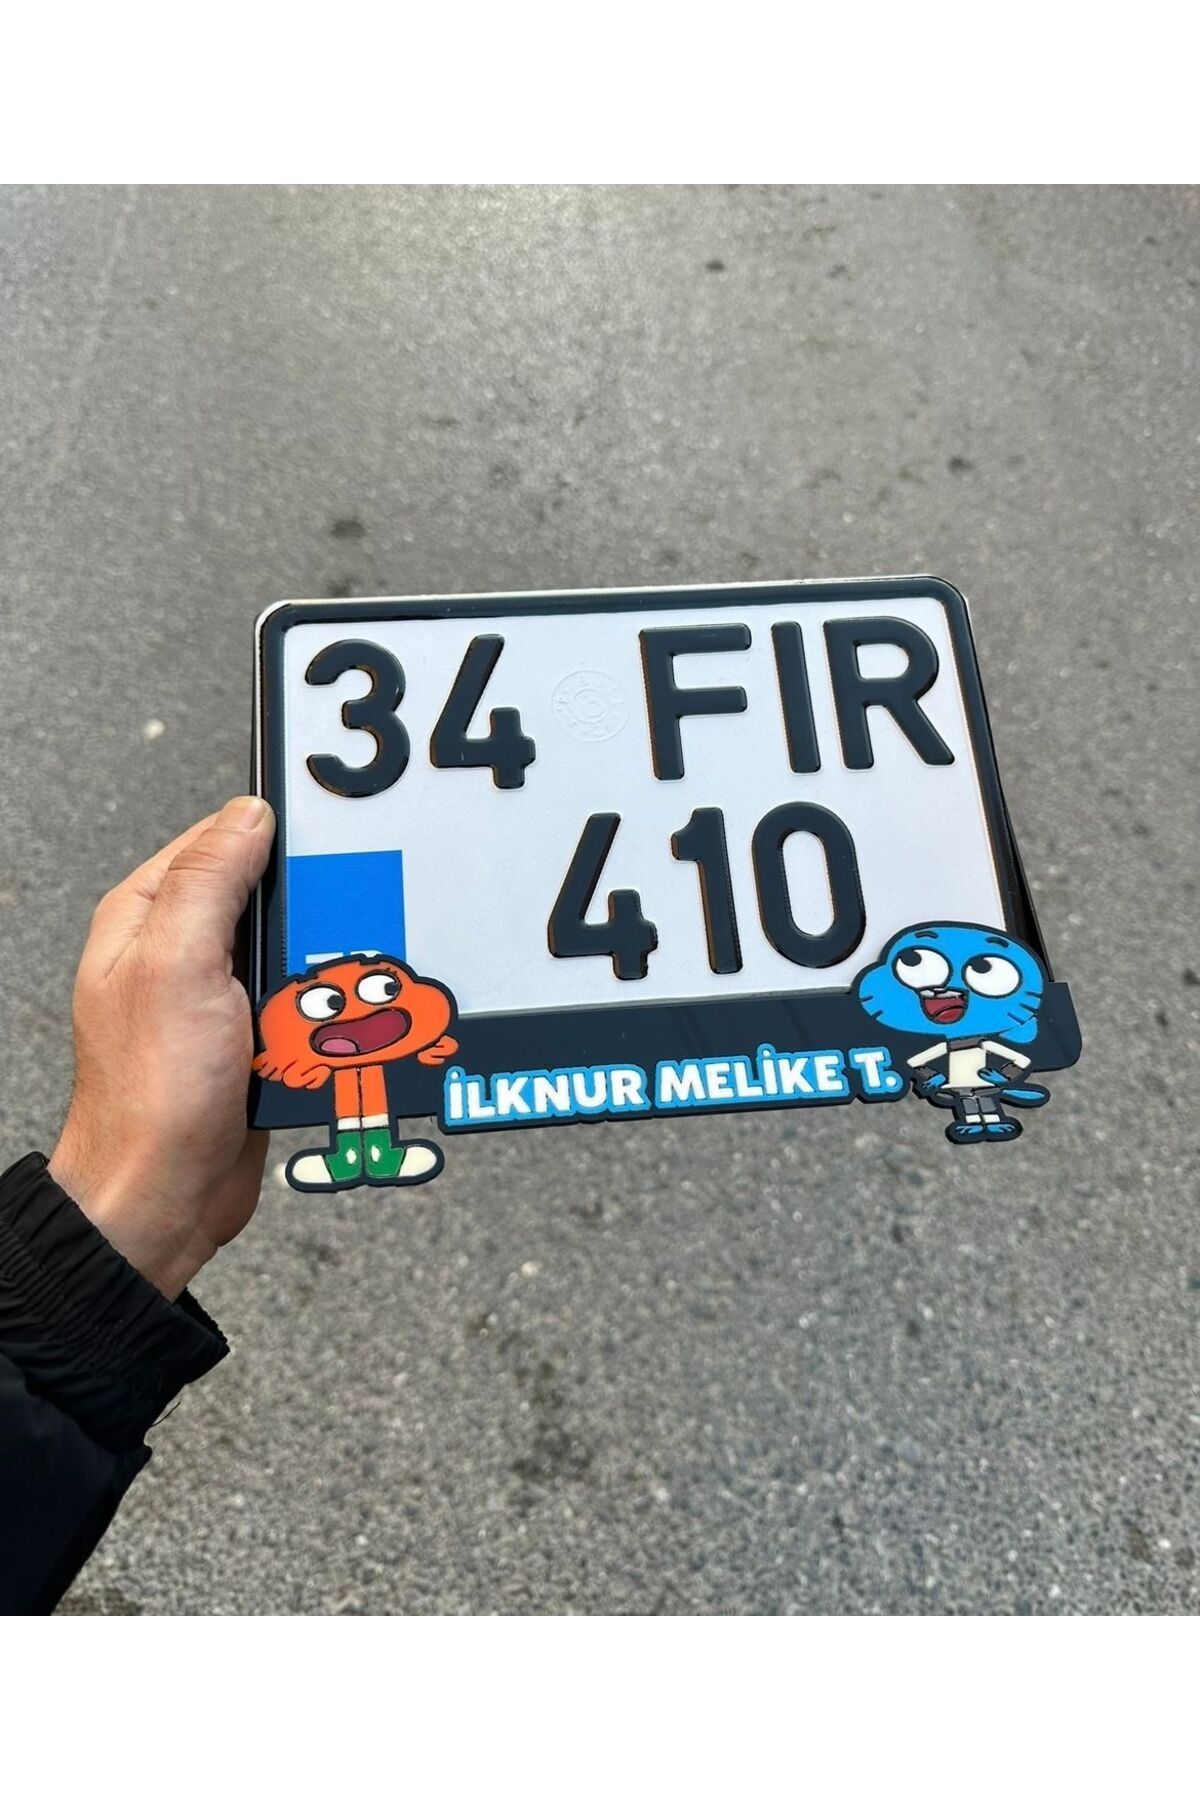 34 FIR
410
İLKNUR MELİKE T.